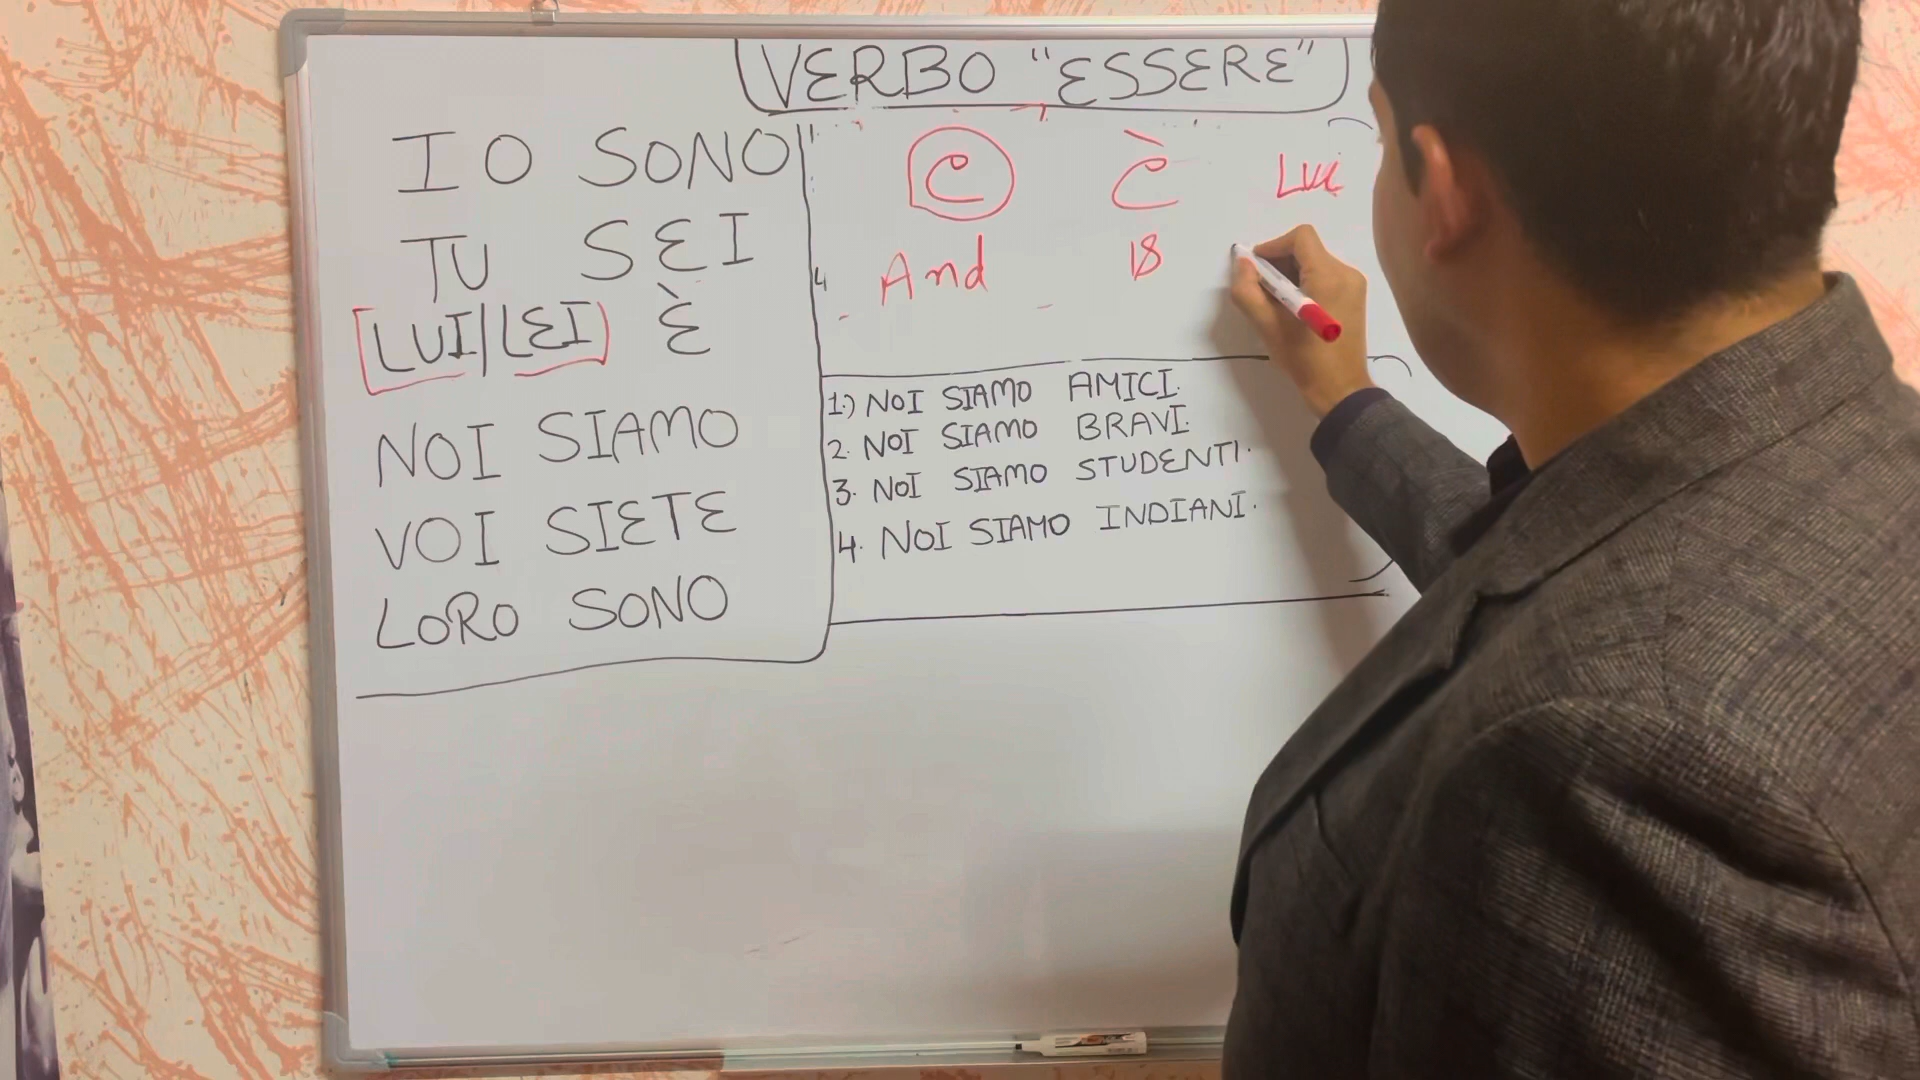 VERBO "ESSERE"
IO SONO
TU SEI
LUI/LEI È
NOI SIAMO
VOI SIETE
LORO SONO
e è Lui
And is
1.) NOI SIAMO AMICI.
2. NOI SIAMO BRAVI.
3. NOI SIAMO STUDENTI.
4. NOI SIAMO INDIANI.